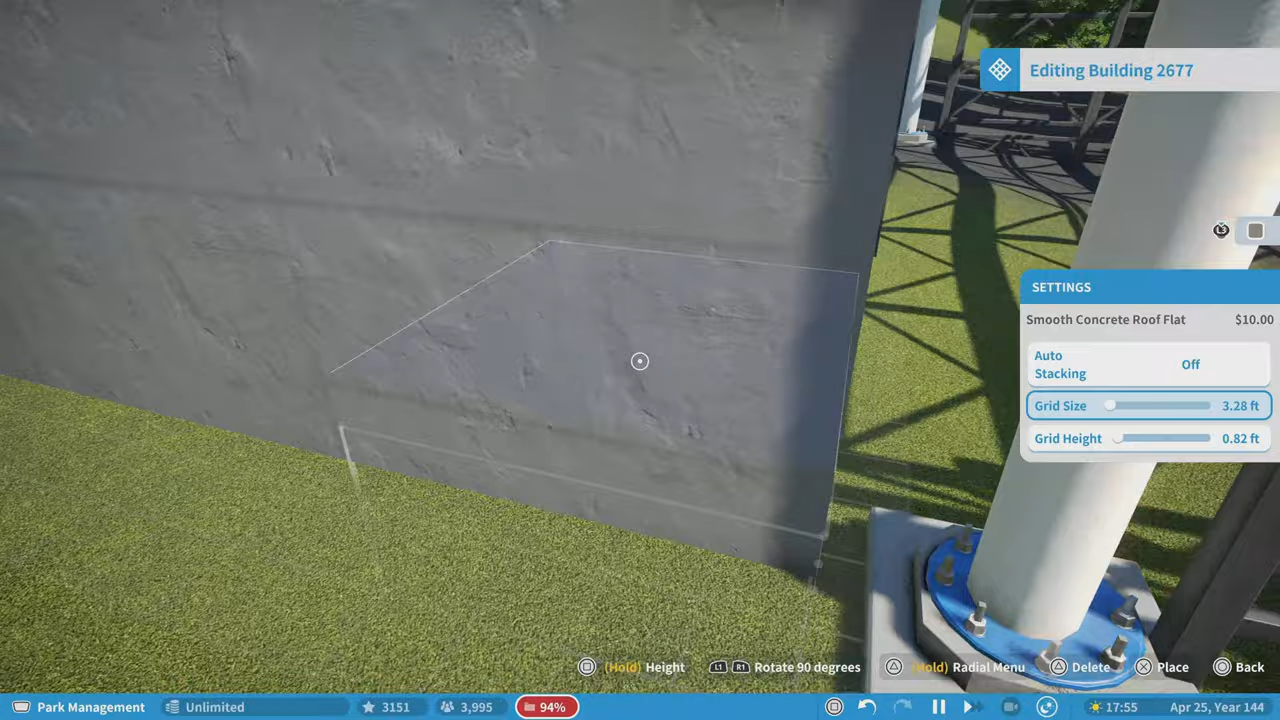 Editing Building 2677
L3
SETTINGS
Smooth Concrete Roof Flat $10.00
Auto Stacking Off
Grid Size 3.28 ft
Grid Height 0.82 ft
(Hold) Height L1 R1 Rotate 90 degrees (Hold) Radial Menu Delete Place Back
Park Management Unlimited 3151 3,995 94% 17:55 Apr 25, Year 144